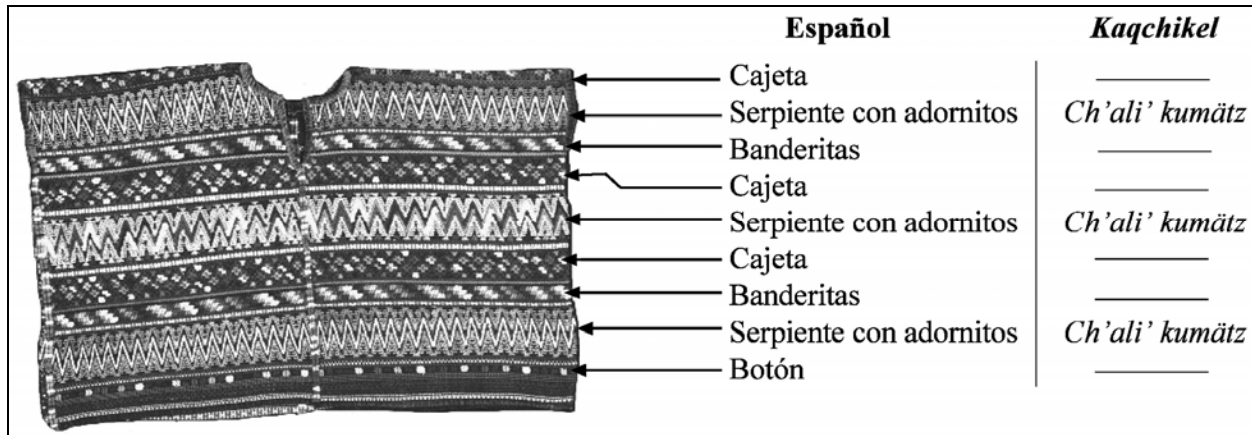 Español Kaqchikel
Cajeta
Serpiente con adornitos Ch'ali' kumätz
Banderitas
Cajeta
Serpiente con adornitos Ch'ali' kumätz
Cajeta
Banderitas
Serpiente con adornitos Ch'ali' kumätz
Botón